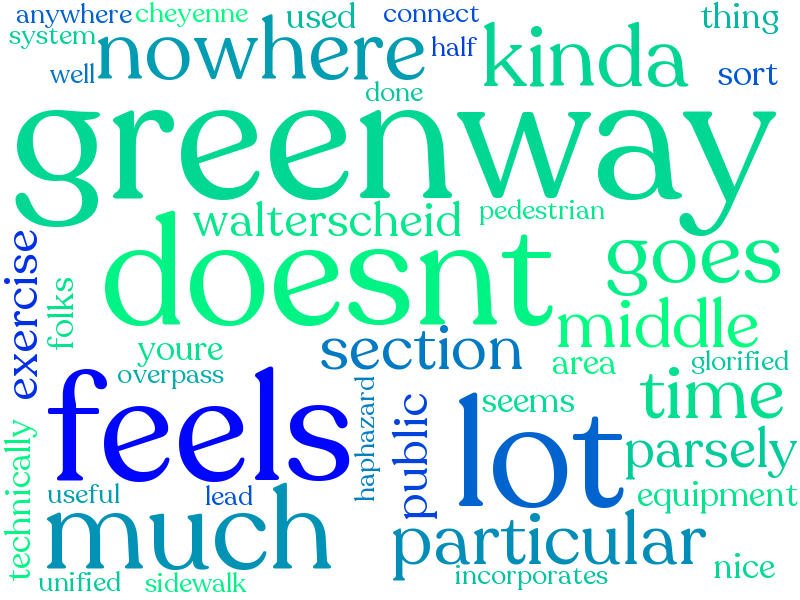 anywhere cheyenne used connect thing
system nowhere half kinda
well done sort
greenway
walterscheid pedestrian
doesnt goes
exercise folks middle
youre section area glorified
overpass
feels haphazard lot seems time
technically public parsely
useful lead equipment
much particular nice
unified sidewalk incorporates